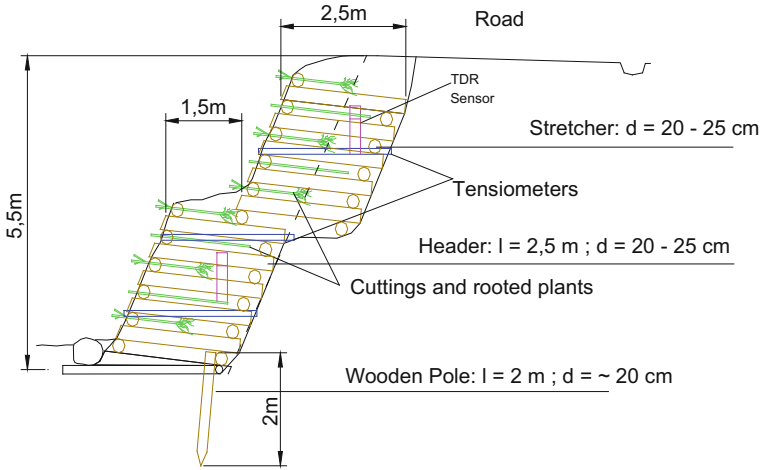 2,5m
Road
TDR
Sensor
1,5m
Stretcher: d = 20 - 25 cm
Tensiometers
5,5m
Header: l = 2,5 m ; d = 20 - 25 cm
Cuttings and rooted plants
Wooden Pole: l = 2 m ; d = ~ 20 cm
2m